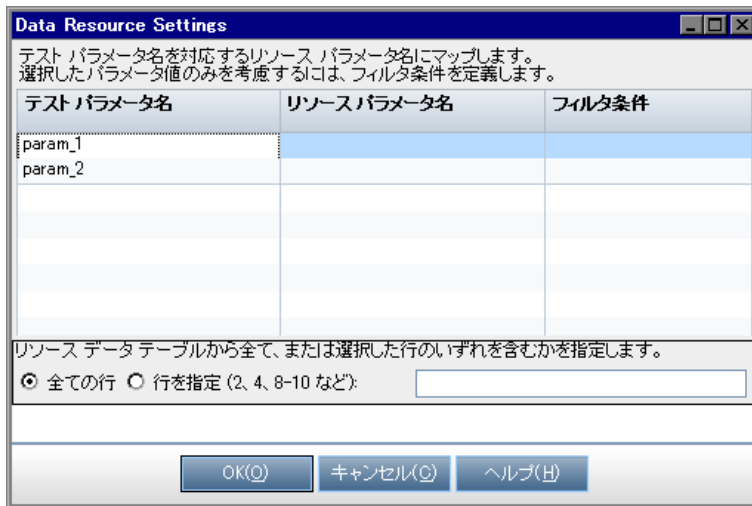 Data Resource Settings
テスト パラメータ名を対応するリソース パラメータ名にマップします。
選択したパラメータ値のみを考慮するには、フィルタ条件を定義します。
テスト パラメータ名 リソース パラメータ名 フィルタ条件
param_1
param_2
リソース データ テーブルから全て、または選択した行のいずれを含むかを指定します。
全ての行 行を指定 (2、4、8-10 など):
OK(O) キャンセル(C) ヘルプ(H)